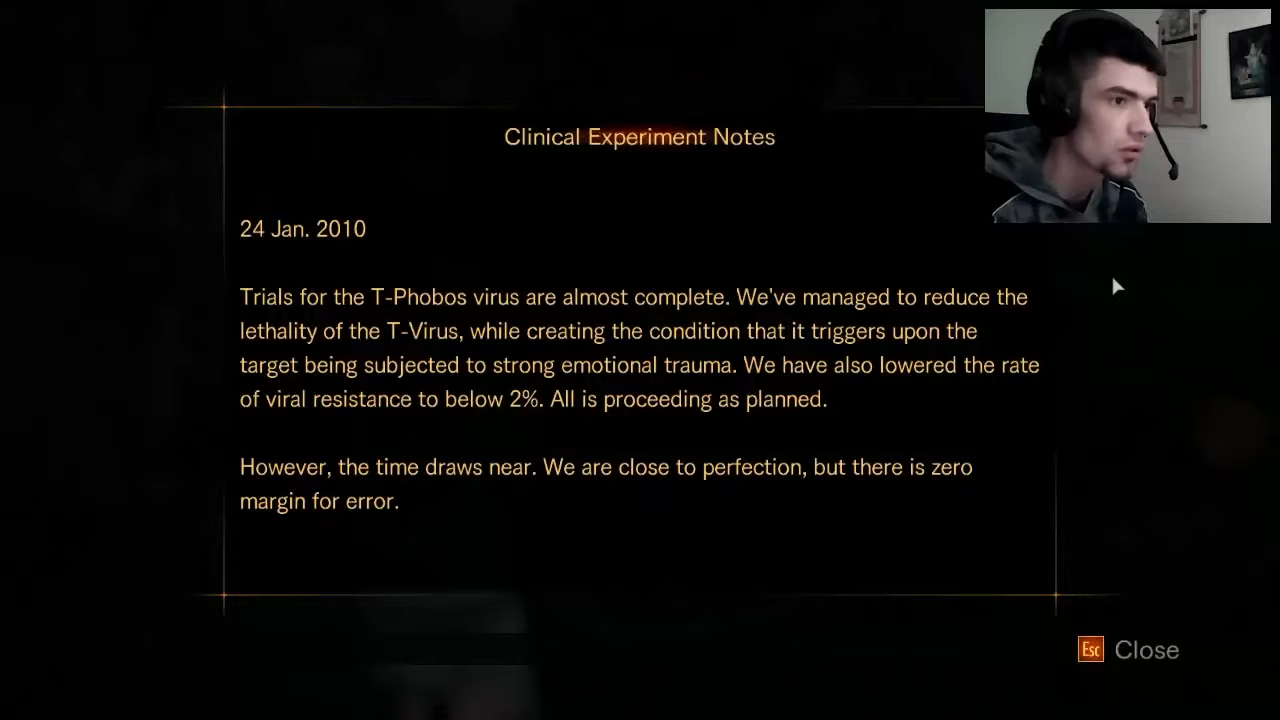 Clinical Experiment Notes
24 Jan. 2010
Trials for the T-Phobos virus are almost complete. We've managed to reduce the
lethality of the T-Virus, while creating the condition that it triggers upon the
target being subjected to strong emotional trauma. We have also lowered the rate
of viral resistance to below 2%. All is proceeding as planned.
However, the time draws near. We are close to perfection, but there is zero
margin for error.
Esc Close